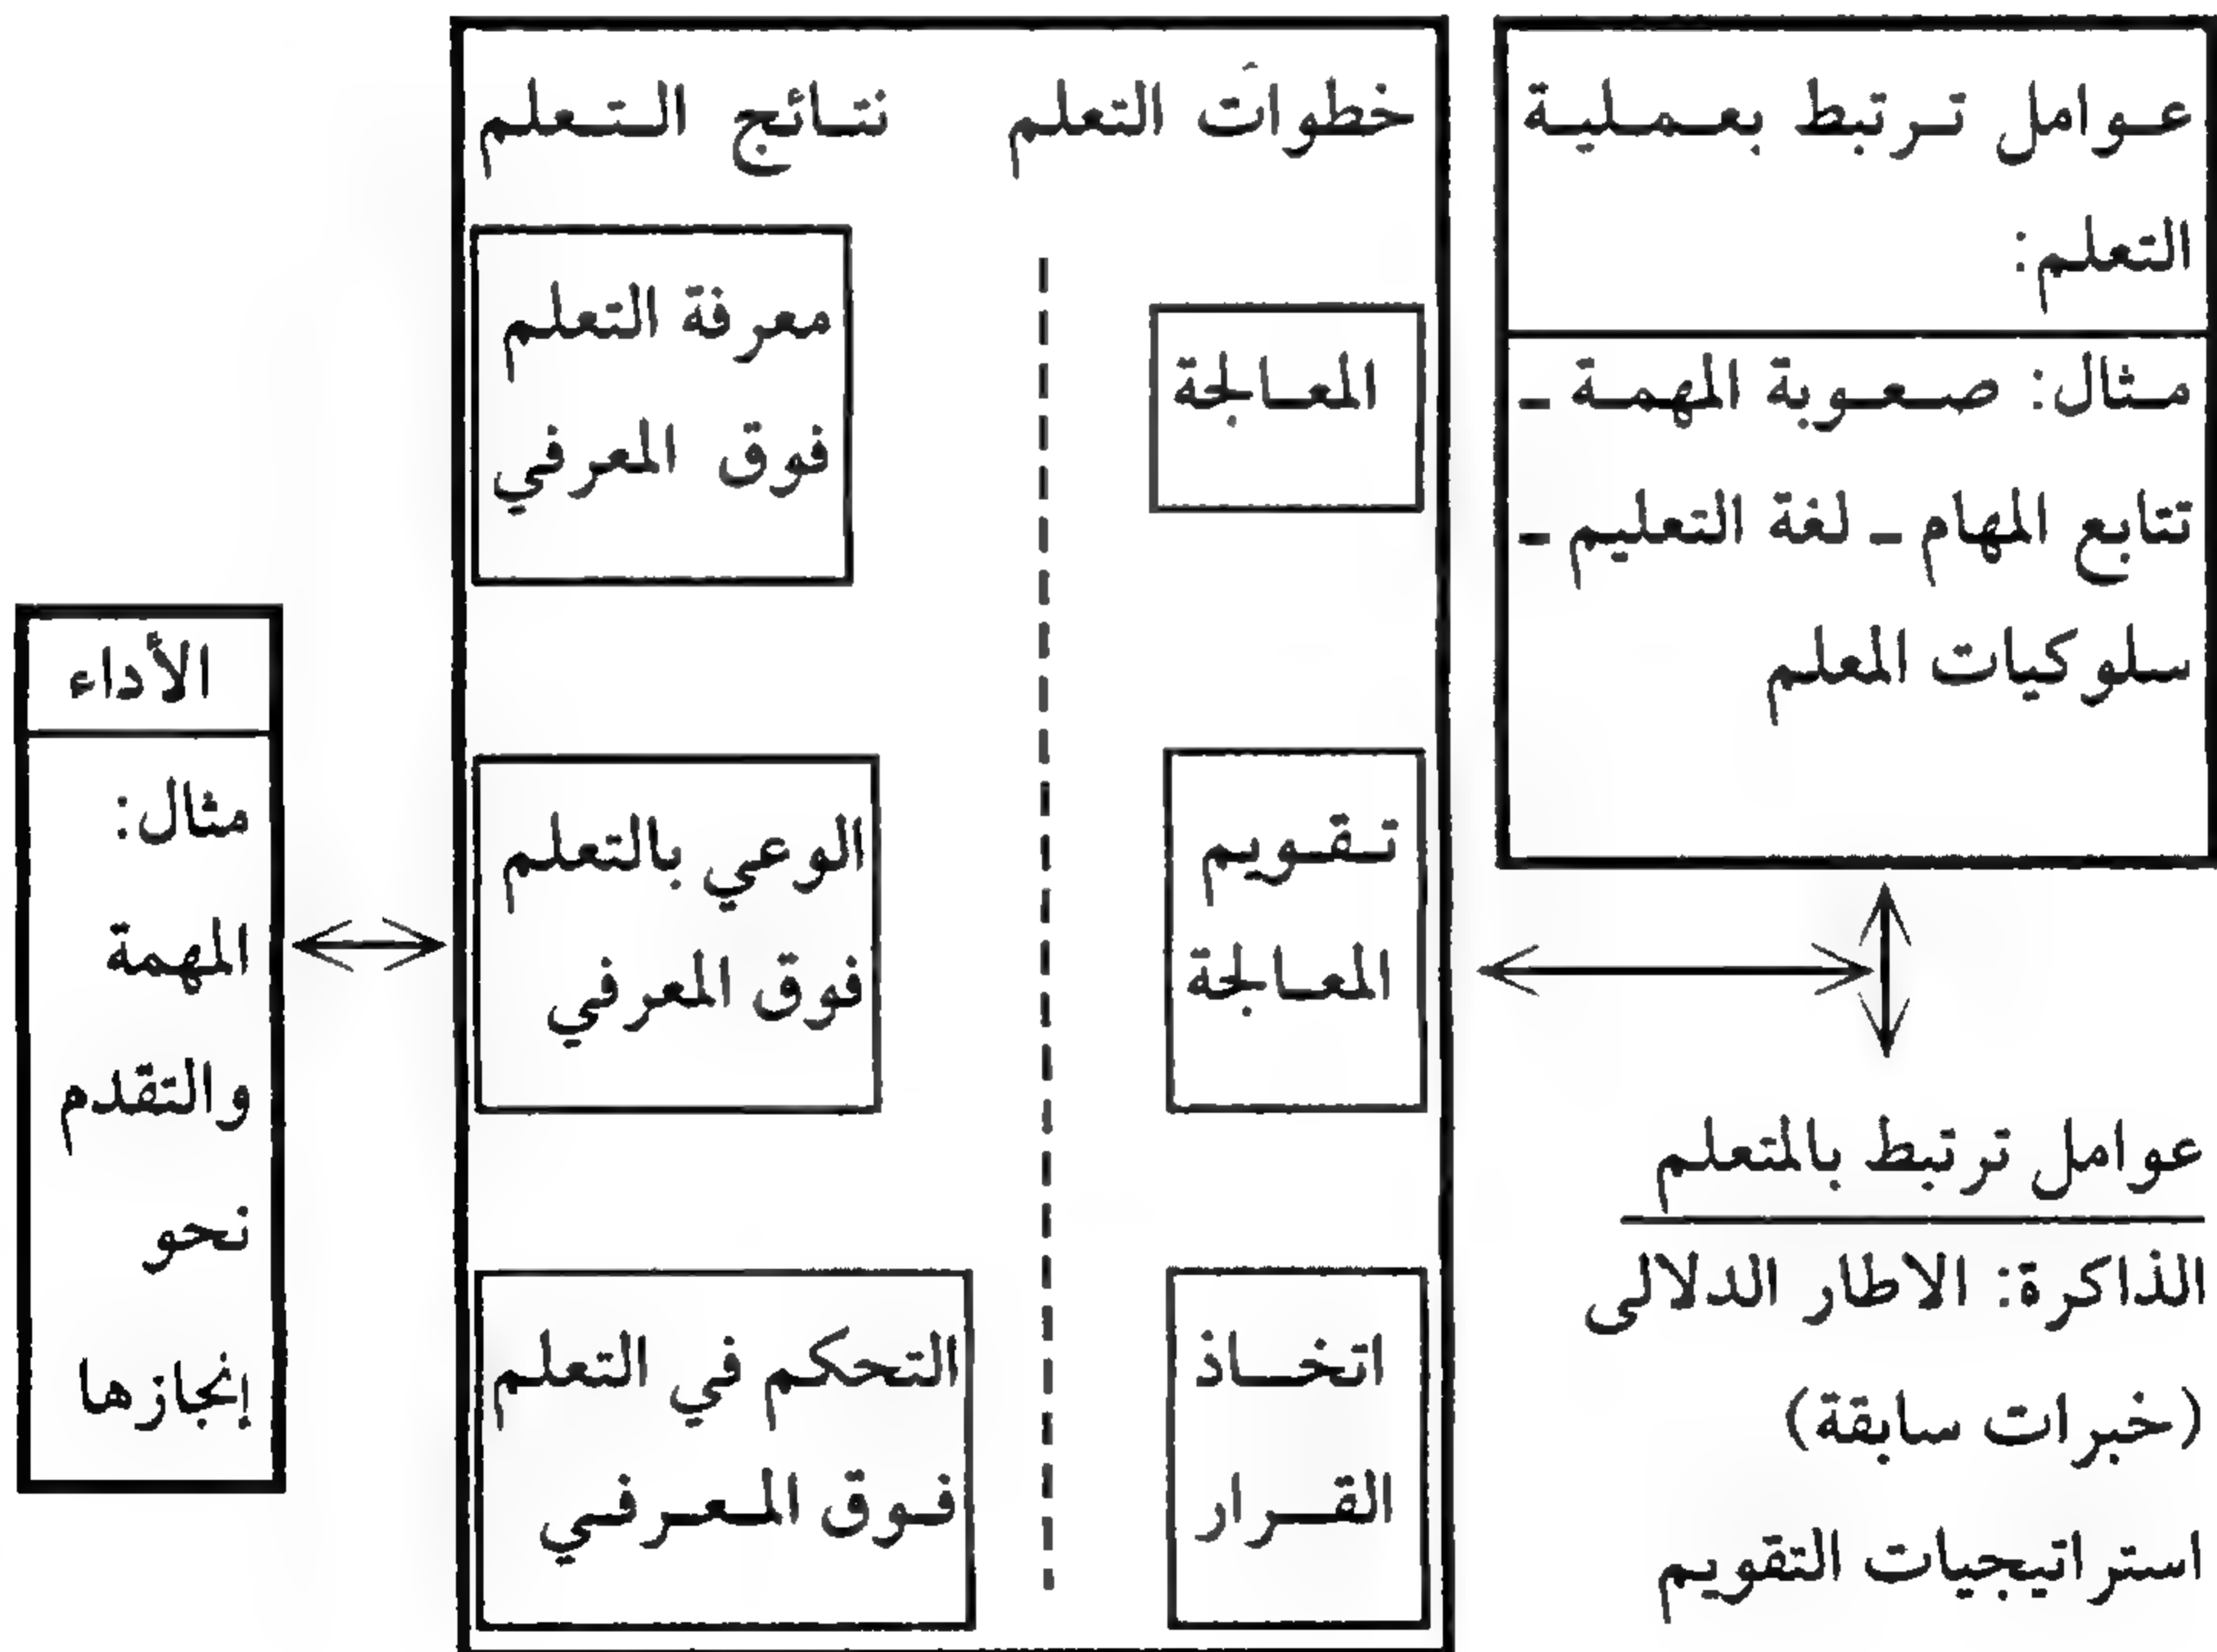 عوامل ترتبط بعملية
التعلم:
مثال: صعوبة المهمة ـ
تتابع المهام ـ لغة التعليم ـ
سلوكيات المعلم
عوامل ترتبط بالمتعلم
الذاكرة: الاطار الدلالى
(خبرات سابقة)
استراتيجيات التقويم
خطوات التعلم
المعالجة
تقويم
المعالجة
اتخاذ
القرار
نتائج التعلم
معرفة التعلم
فوق المعرفي
الوعي بالتعلم
فوق المعرفي
التحكم في التعلم
فوق المعرفي
الأداء
مثال:
المهمة
والتقدم
نحو
إنجازها